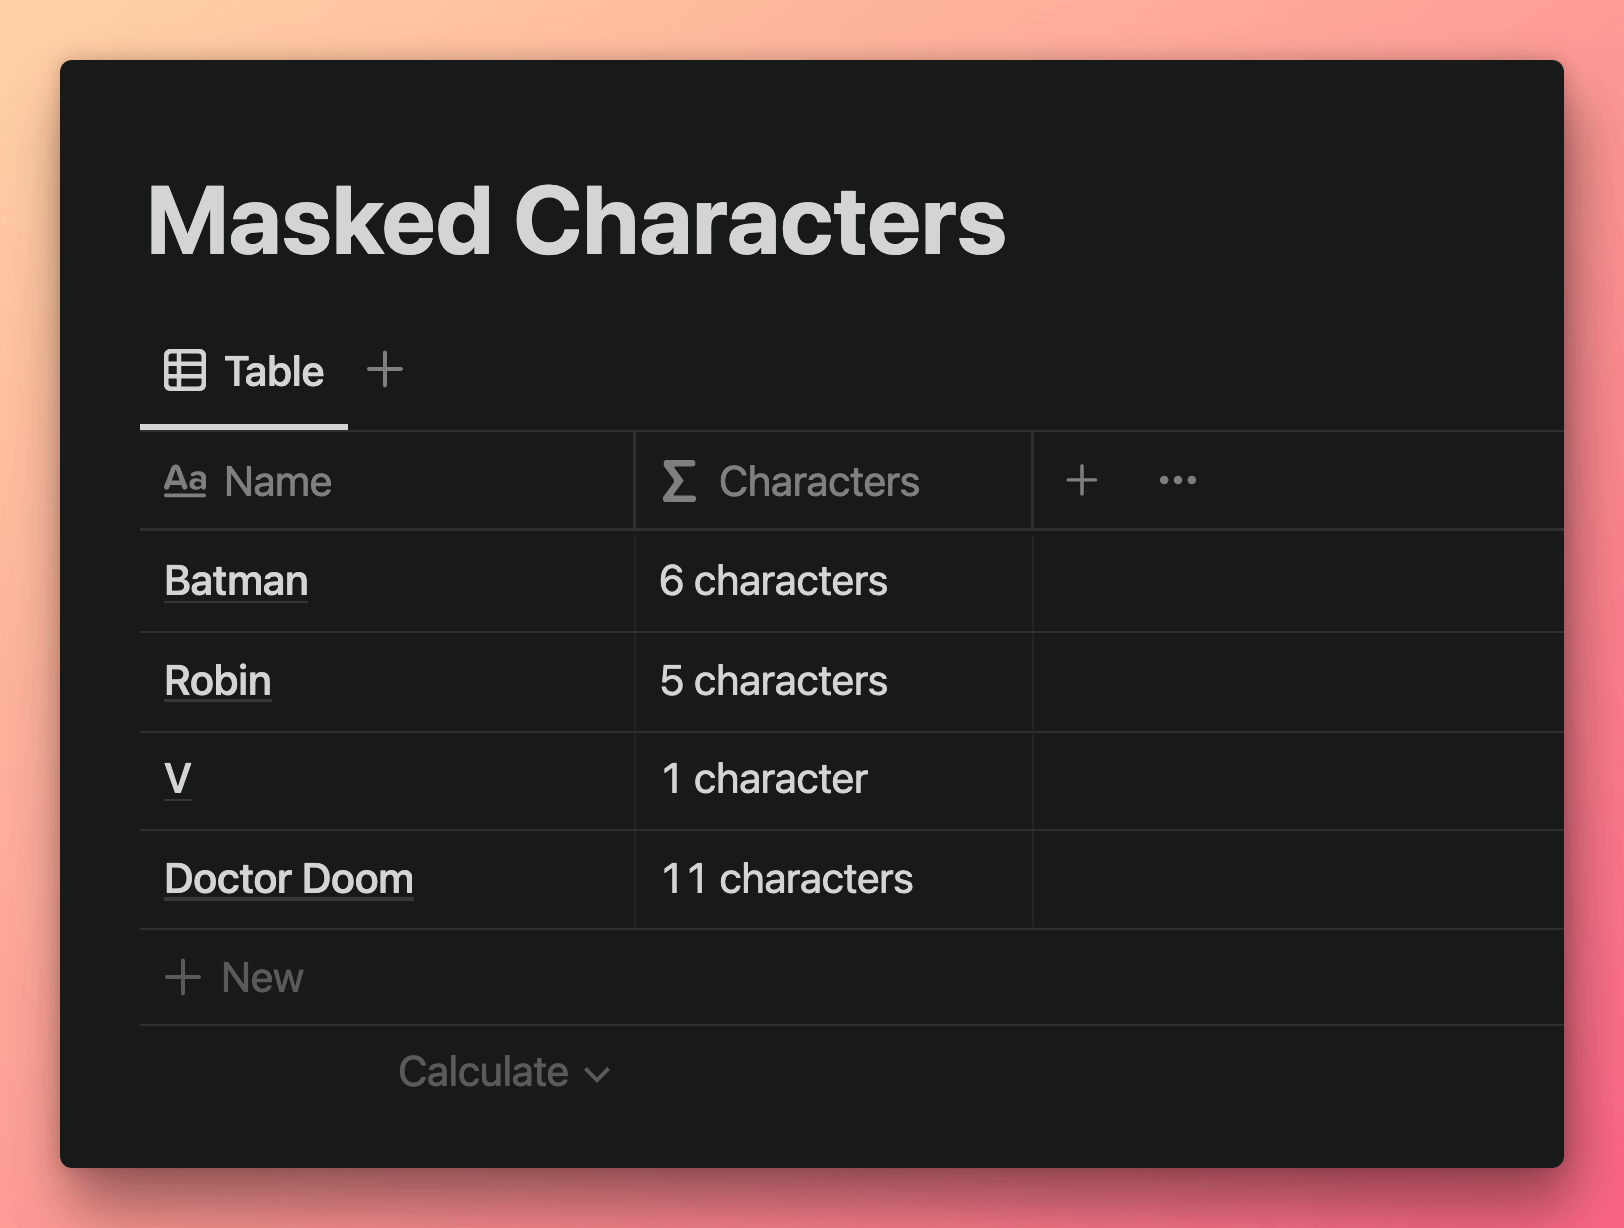 Masked Characters
Table
Aa Name Σ Characters
Batman 6 characters
Robin 5 characters
V 1 character
Doctor Doom 11 characters
New
Calculate